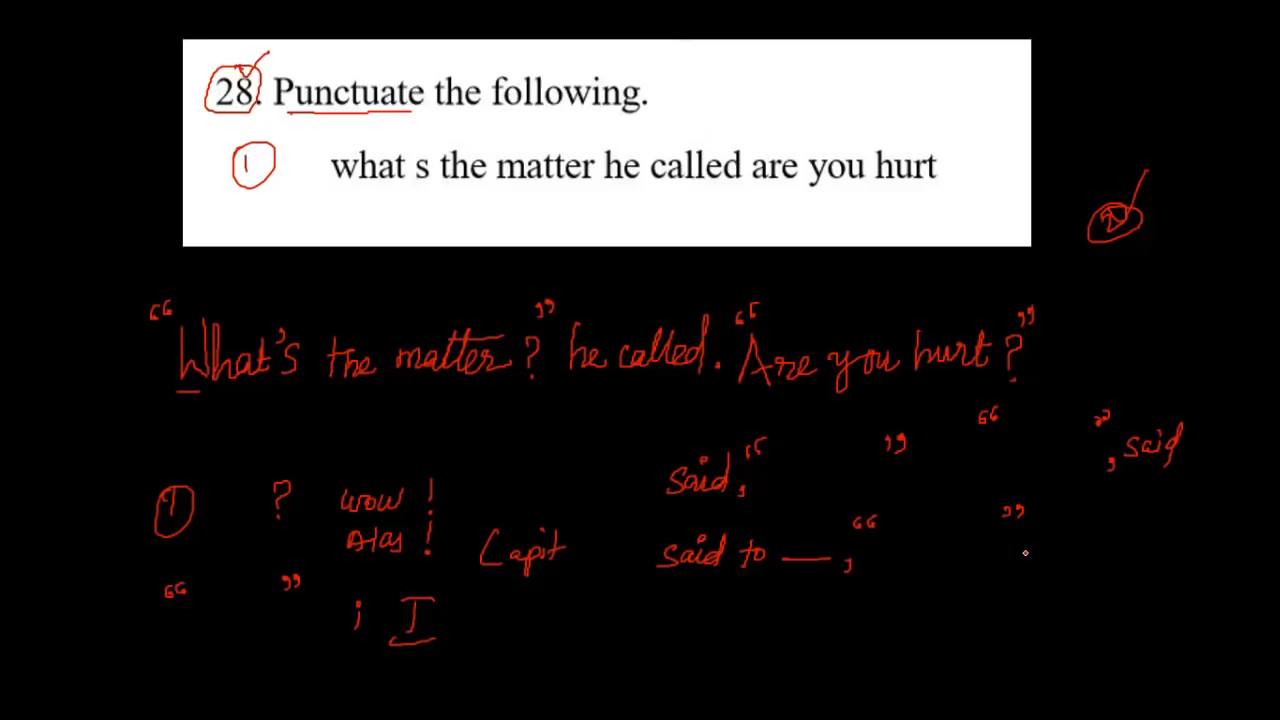 28. Punctuate the following.
1 what s the matter he called are you hurt
2
“What's the matter?” he called. “Are you hurt?”
said, “ ” “ ”, said
1 ? wow !
Alas ! Capit said to — , “ ”
“ ” i I